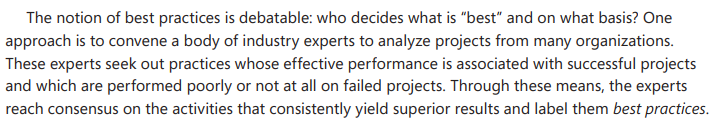 The notion of best practices is debatable: who decides what is “best” and on what basis? One
approach is to convene a body of industry experts to analyze projects from many organizations.
These experts seek out practices whose effective performance is associated with successful projects
and which are performed poorly or not at all on failed projects. Through these means, the experts
reach consensus on the activities that consistently yield superior results and label them best practices.